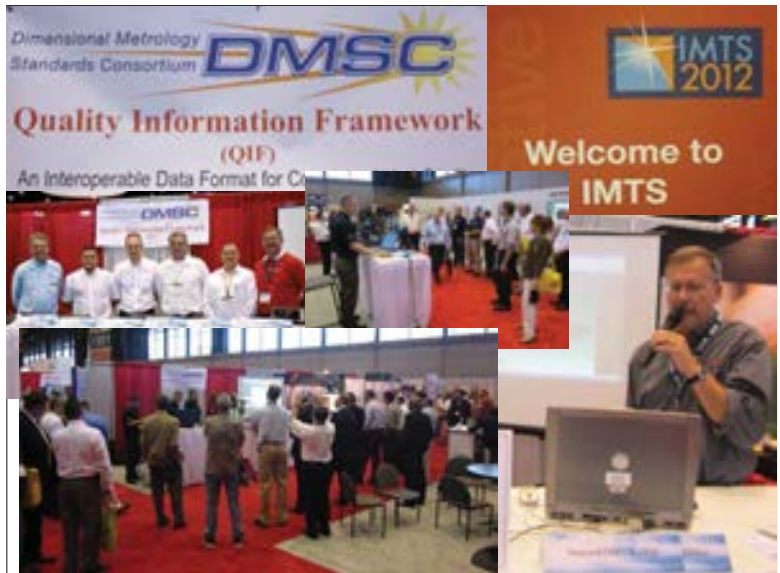 Dimensional Metrology
Standards Consortium
DMSC
Quality Information Framework
(QIF)
An Interoperable Data Format for
IMTS
2012
Welcome to
IMTS
DMSC